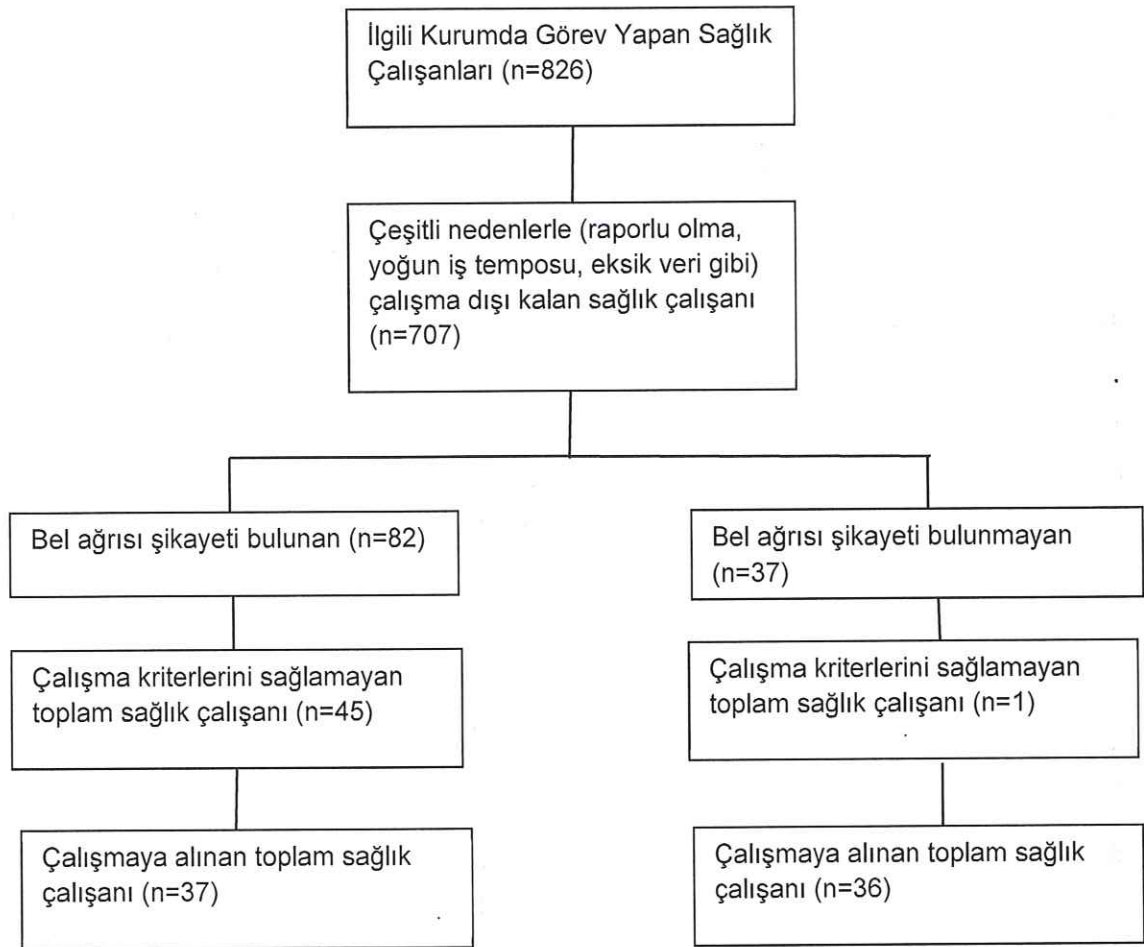 İlgili Kurumda Görev Yapan Sağlık
Çalışanları (n=826)
Çeşitli nedenlerle (raporlu olma,
yoğun iş temposu, eksik veri gibi)
çalışma dışı kalan sağlık çalışanı
(n=707)
Bel ağrısı şikayeti bulunan (n=82)
Bel ağrısı şikayeti bulunmayan
(n=37)
Çalışma kriterlerini sağlamayan
toplam sağlık çalışanı (n=45)
Çalışma kriterlerini sağlamayan
toplam sağlık çalışanı (n=1)
Çalışmaya alınan toplam sağlık
çalışanı (n=37)
Çalışmaya alınan toplam sağlık
çalışanı (n=36)